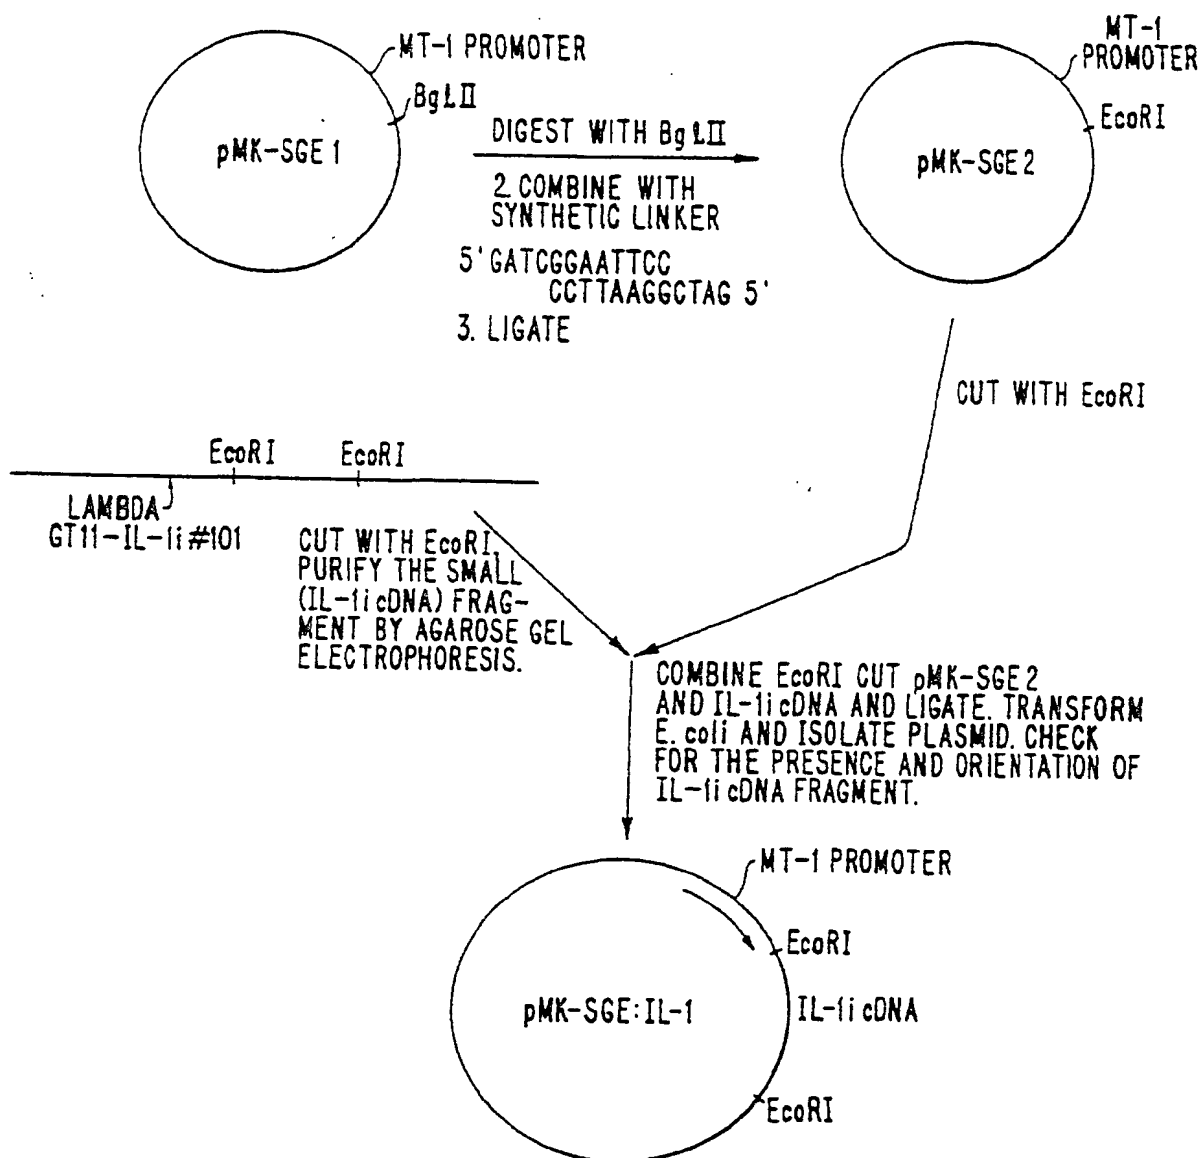 MT-1 PROMOTER
BglII
pMK-SGE1
DIGEST WITH BglII
2. COMBINE WITH
SYNTHETIC LINKER
5' GATCGGAATTCC
CCTTAAGGCTAG 5'
3. LIGATE
MT-1
PROMOTER
EcoRI
pMK-SGE2
CUT WITH EcoRI
EcoRI
EcoRI
LAMBDA
GT11-IL-1i#101
CUT WITH EcoRI,
PURIFY THE SMALL
(IL-1i cDNA) FRAG-
MENT BY AGAROSE GEL
ELECTROPHORESIS.
COMBINE EcoRI CUT pMK-SGE2
AND IL-1i cDNA AND LIGATE. TRANSFORM
E. coli AND ISOLATE PLASMID. CHECK
FOR THE PRESENCE AND ORIENTATION OF
IL-1i cDNA FRAGMENT.
MT-1 PROMOTER
EcoRI
pMK-SGE:IL-1
IL-1i cDNA
EcoRI